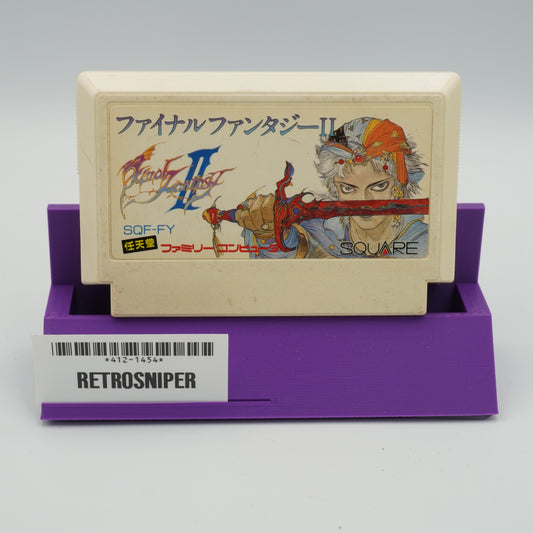 ファイナルファンタジーII
Final Fantasy II
SQF-FY
任天堂 ファミリーコンピュータ
SQUARE
*412-1454*
RETROSNIPER